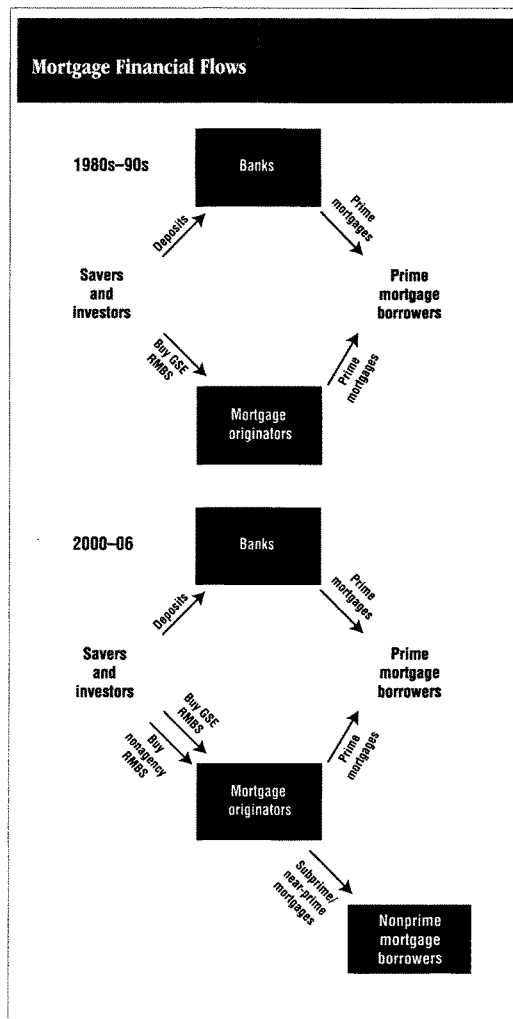 Mortgage Financial Flows
1980s–90s
Banks
Deposits
Prime
mortgages
Savers
and
investors
Prime
mortgage
borrowers
Buy GSE
RMBS
Prime
mortgages
Mortgage
originators
2000–06
Banks
Deposits
Prime
mortgages
Savers
and
investors
Prime
mortgage
borrowers
Buy GSE
RMBS
Buy
nonagency
RMBS
Prime
mortgages
Mortgage
originators
Subprime/
near-prime
mortgages
Nonprime
mortgage
borrowers